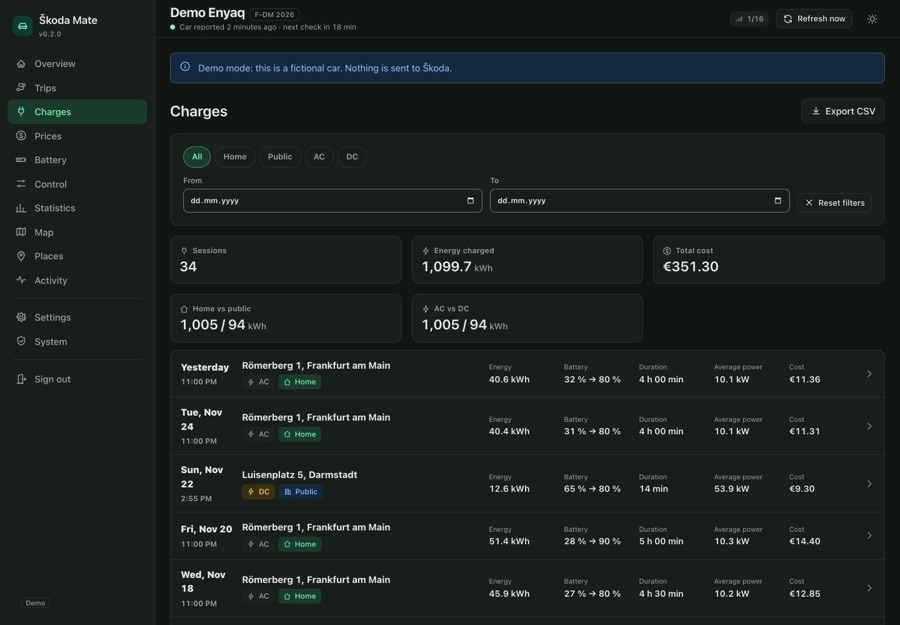 Škoda Mate
v0.2.0
Overview
Trips
Charges
Prices
Battery
Control
Statistics
Map
Places
Activity
Settings
System
Sign out
Demo
Demo Enyaq F-DM 2026
Car reported 2 minutes ago · next check in 18 min
1/16
Refresh now
Demo mode: this is a fictional car. Nothing is sent to Škoda.
Charges
Export CSV
All Home Public AC DC
From To
dd.mm.yyyy dd.mm.yyyy Reset filters
Sessions
34
Energy charged
1,099.7 kWh
Total cost
€351.30
Home vs public
1,005 / 94 kWh
AC vs DC
1,005 / 94 kWh
Yesterday
11:00 PM
Römerberg 1, Frankfurt am Main
AC Home
Energy Battery Duration Average power Cost
40.6 kWh 32 % → 80 % 4 h 00 min 10.1 kW €11.36
Tue, Nov
24
11:00 PM
Römerberg 1, Frankfurt am Main
AC Home
Energy Battery Duration Average power Cost
40.4 kWh 31 % → 80 % 4 h 00 min 10.1 kW €11.31
Sun, Nov
22
2:55 PM
Luisenplatz 5, Darmstadt
DC Public
Energy Battery Duration Average power Cost
12.6 kWh 65 % → 80 % 14 min 53.9 kW €9.30
Fri, Nov 20
11:00 PM
Römerberg 1, Frankfurt am Main
AC Home
Energy Battery Duration Average power Cost
51.4 kWh 28 % → 90 % 5 h 00 min 10.3 kW €14.40
Wed, Nov
18
11:00 PM
Römerberg 1, Frankfurt am Main
AC Home
Energy Battery Duration Average power Cost
45.9 kWh 27 % → 80 % 4 h 30 min 10.2 kW €12.85